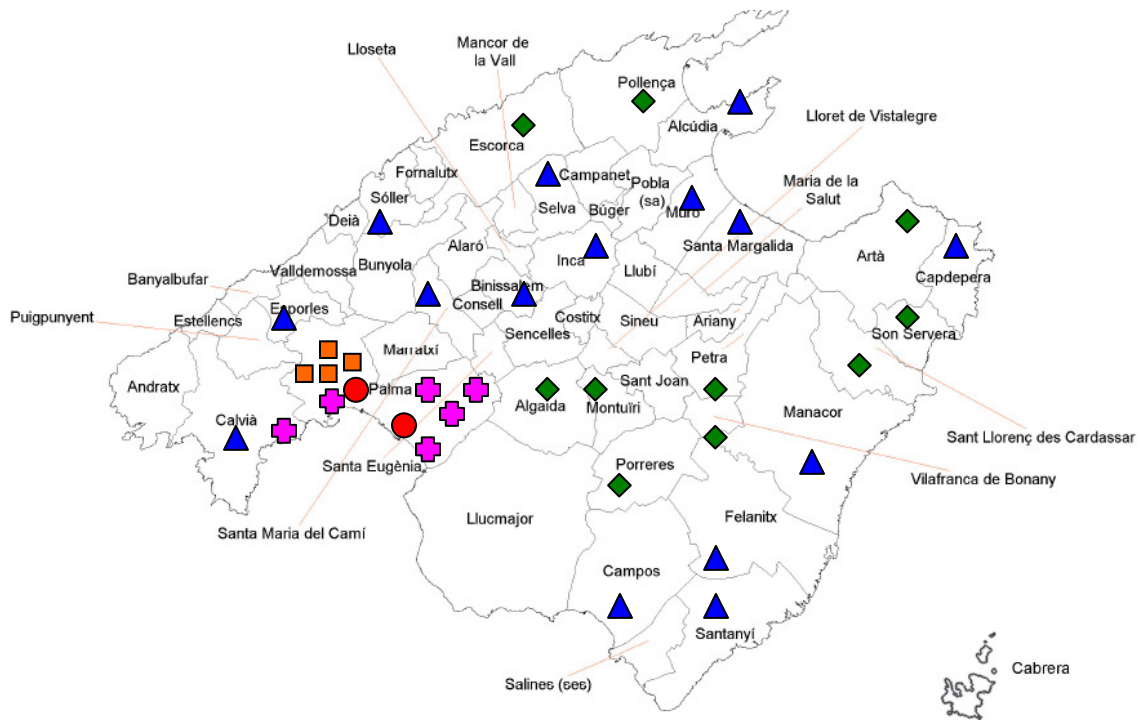 Lloseta
Mancor de
la Vall
Pollença
Alcúdia
Lloret de Vistalegre
Escorca
Fornalutx
Campanet
Pobla
(sa)
Maria de la
Salut
Sóller
Selva
Búger
Muro
Deià
Alaró
Santa Margalida
Artà
Bunyola
Inca
Llubí
Capdepera
Valldemossa
Banyalbufar
Binissalem
Consell
Esporles
Puigpunyent
Estellencs
Costitx
Sineu
Ariany
Sencelles
Son Servera
Marratxí
Petra
Andratx
Palma
Sant Joan
Algaida
Montuïri
Manacor
Calvià
Sant Llorenç des Cardassar
Santa Eugènia
Porreres
Vilafranca de Bonany
Llucmajor
Felanitx
Santa Maria del Camí
Campos
Santanyí
Salines (ses)
Cabrera